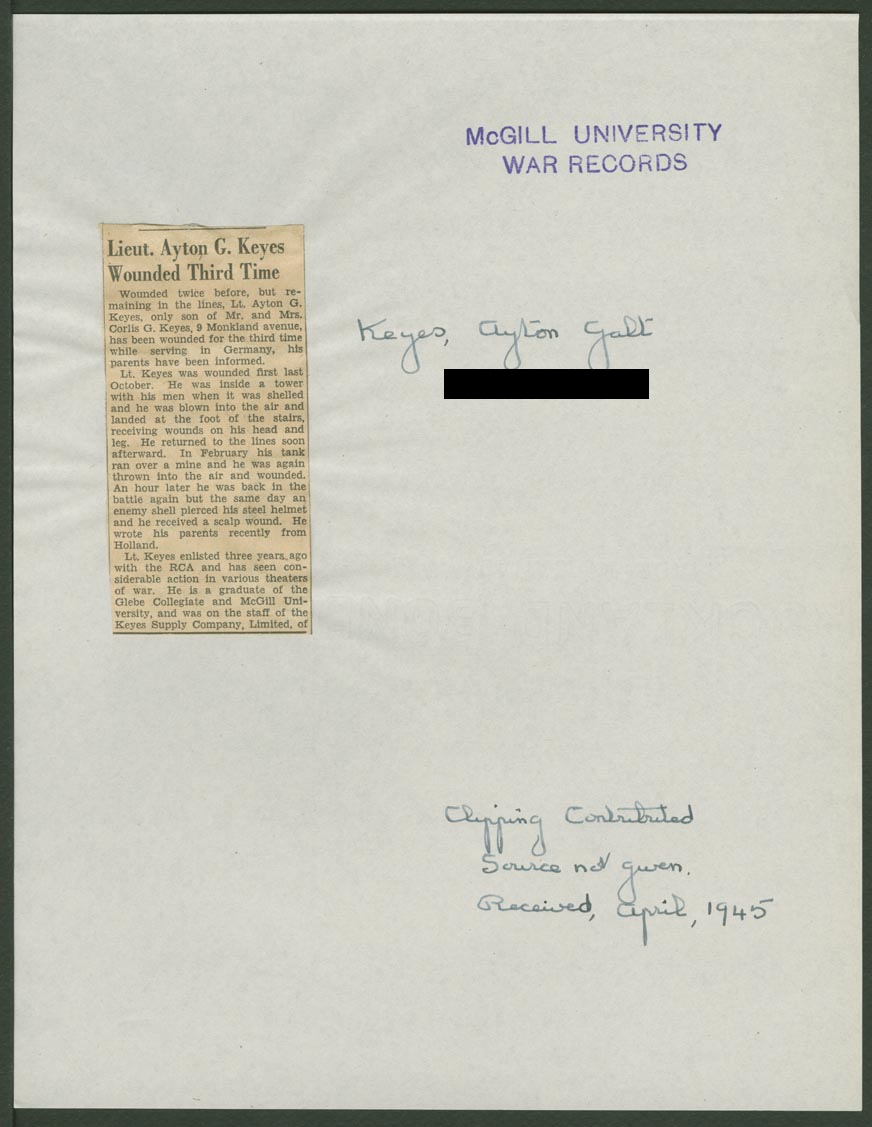 McGILL UNIVERSITY
WAR RECORDS
Lieut. Ayton G. Keyes
Wounded Third Time
Wounded twice before, but re-
maining in the lines, Lt. Ayton G.
Keyes, only son of Mr. and Mrs.
Corlis G. Keyes, 9 Monkland avenue,
has been wounded for the third time
while serving in Germany, his
parents have been informed.
Lt. Keyes was wounded first last
October. He was inside a tower
with his men when it was shelled
and he was blown into the air and
landed at the foot of the stairs,
receiving wounds on his head and
leg. He returned to the lines soon
afterward. In February his tank
ran over a mine and he was again
thrown into the air and wounded.
An hour later he was back in the
battle again but the same day an
enemy shell pierced his steel helmet
and he received a scalp wound. He
wrote his parents recently from
Holland.
Lt. Keyes enlisted three years ago
with the RCA and has seen con-
siderable action in various theaters
of war. He is a graduate of the
Glebe Collegiate and McGill Uni-
versity, and was on the staff of the
Keyes Supply Company, Limited, of
Keyes, Ayton Galt
Clipping Contributed
Source not given.
Received, April, 1945